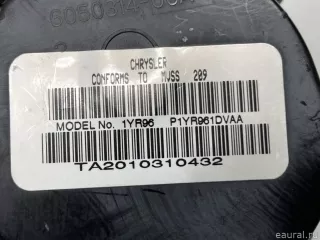 CHRYSLER
CONFORMS TO MVSS 209
MODEL No. 1YR96 P1YR961DVAA
TA2010310432
eaural.ru